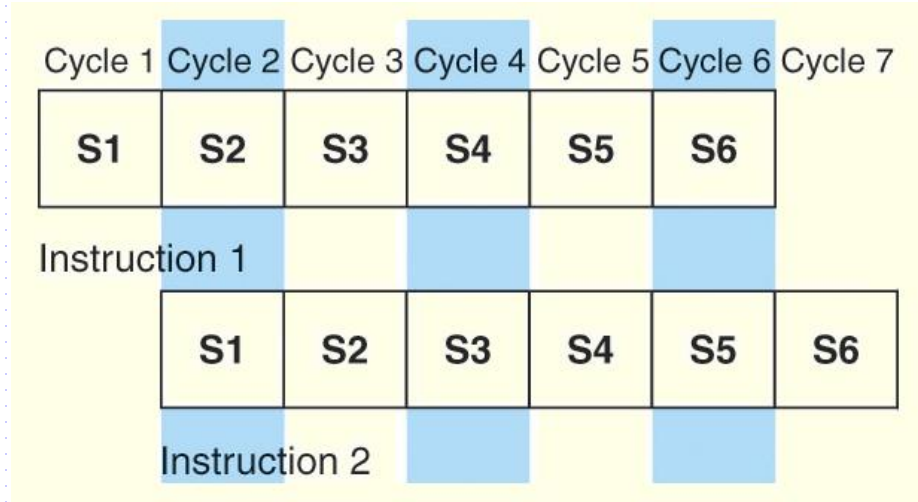 Cycle 1 Cycle 2 Cycle 3 Cycle 4 Cycle 5 Cycle 6 Cycle 7
S1 S2 S3 S4 S5 S6
Instruction 1
S1 S2 S3 S4 S5 S6
Instruction 2